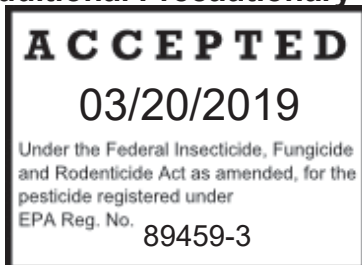 ACCEPTED
03/20/2019
Under the Federal Insecticide, Fungicide
and Rodenticide Act as amended, for the
pesticide registered under
EPA Reg. No. 89459-3